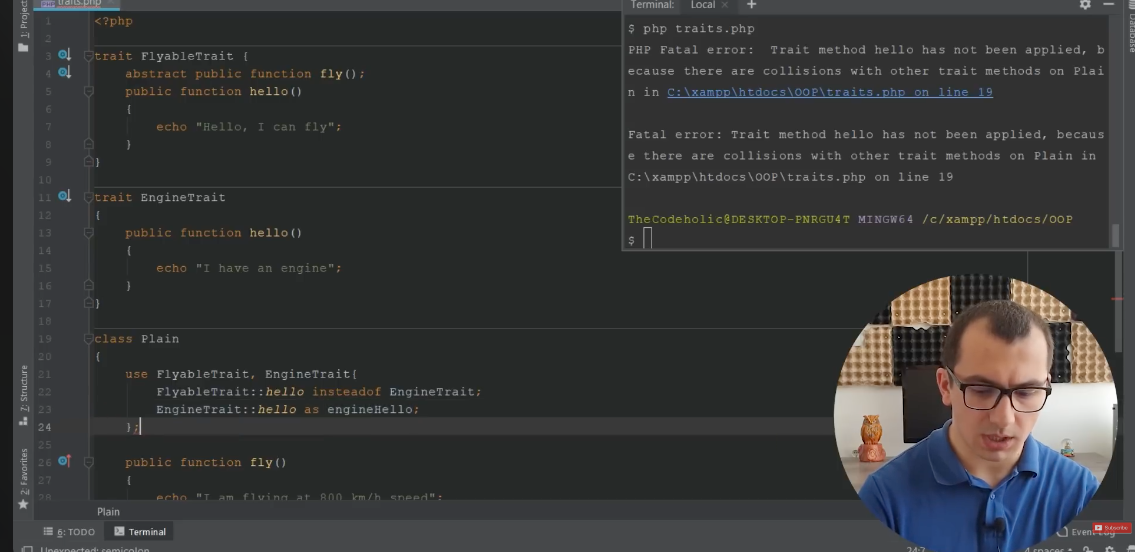 traits.php
1: Project
1 <?php
2
3 trait FlyableTrait {
4 abstract public function fly();
5 public function hello()
6 {
7 echo "Hello, I can fly";
8 }
9 }
10
11 trait EngineTrait
12 {
13 public function hello()
14 {
15 echo "I have an engine";
16 }
17 }
18
19 class Plain
20 {
21 use FlyableTrait, EngineTrait{
22 FlyableTrait::hello insteadof EngineTrait;
23 EngineTrait::hello as engineHello;
24 };
25
26 public function fly()
27 {
28 echo "I am flying at 800 km/h speed";
Terminal: Local × +
$ php traits.php
PHP Fatal error:  Trait method hello has not been applied, b
ecause there are collisions with other trait methods on Plai
n in C:\xampp\htdocs\OOP\traits.php on line 19
Fatal error: Trait method hello has not been applied, becaus
e there are collisions with other trait methods on Plain in
C:\xampp\htdocs\OOP\traits.php on line 19
TheCodeholic@DESKTOP-PNRGU4T MINGW64 /c/xampp/htdocs/OOP
$
Database
7: Structure
2: Favorites
Plain
6: TODO
Terminal
Event Log
Subscribe
Unexpected: semicolon
24:7
4 spaces